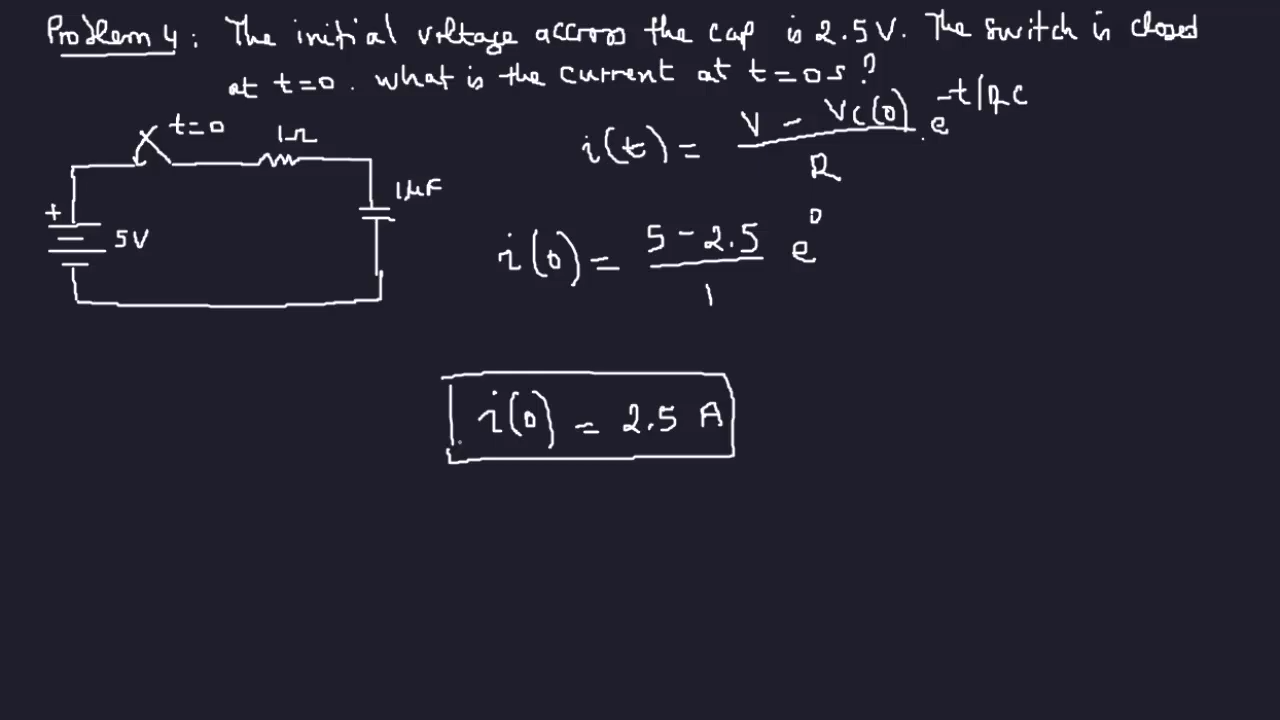 Problem 4: The initial voltage accross the cap is 2.5V. The switch is closed
at t=0. what is the current at t=0s?
t=0
1Ω
1μF
+
5V
i(t) = V - Vc(0) / R . e^-t/RC
i(0) = 5 - 2.5 / 1 e^0
i(0) = 2.5 A